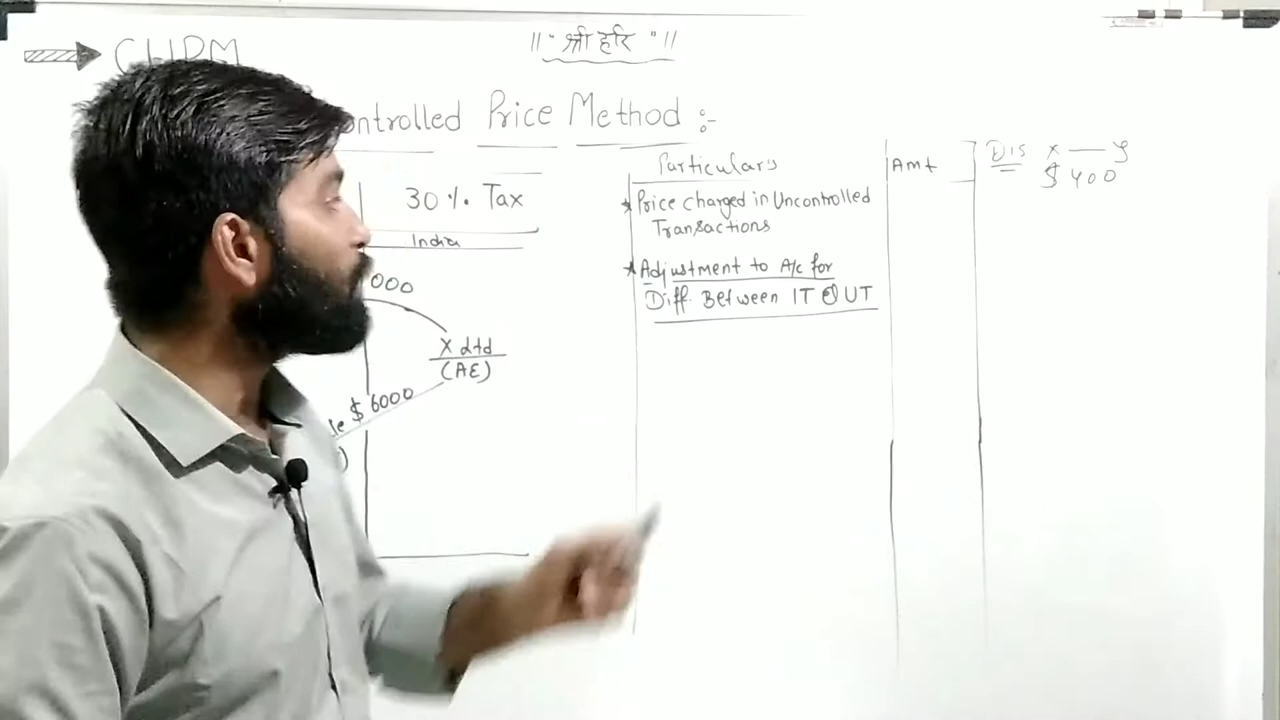 || "श्री हरि" ||
CUPM
ontrolled Price Method :-
30 % Tax
India
000
X Ltd
(AE)
le $ 6000
Particulars
Amt
* Price charged in Uncontrolled
Transactions
* Adjustment to A/c for
Diff. Between IT & UT
Dis X — Y
$ 400